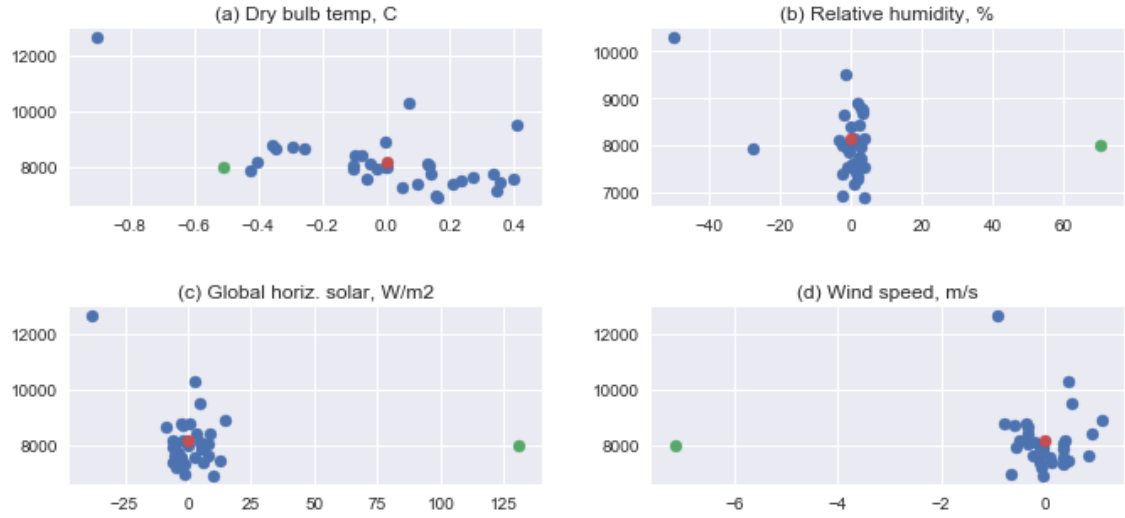 (a) Dry bulb temp, C
12000
10000
8000
−0.8 −0.6 −0.4 −0.2 0.0 0.2 0.4
(b) Relative humidity, %
10000
9000
8000
7000
−40 −20 0 20 40 60
(c) Global horiz. solar, W/m2
12000
10000
8000
−25 0 25 50 75 100 125
(d) Wind speed, m/s
12000
10000
8000
−6 −4 −2 0